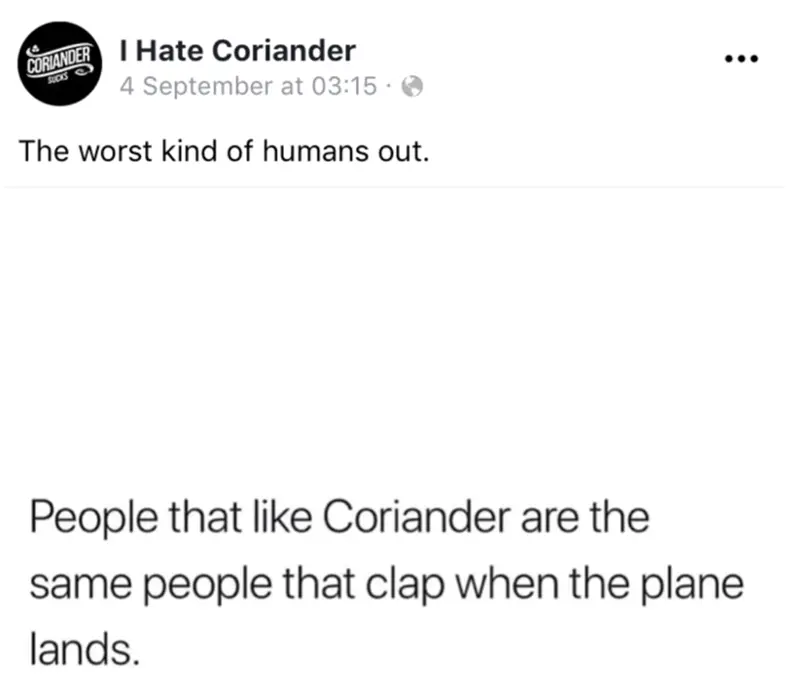 CORIANDER
SUCKS
I Hate Coriander
4 September at 03:15 ·
The worst kind of humans out.
People that like Coriander are the
same people that clap when the plane
lands.